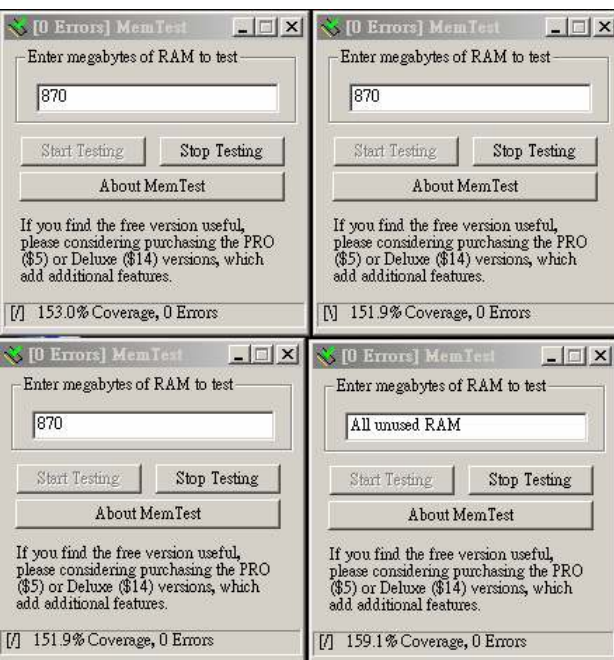 [0 Errors] MemTest
Enter megabytes of RAM to test
870
Start Testing
Stop Testing
About MemTest
If you find the free version useful,
please considering purchasing the PRO
($5) or Deluxe ($14) versions, which
add additional features.
[/] 153.0% Coverage, 0 Errors
[0 Errors] MemTest
Enter megabytes of RAM to test
870
Start Testing
Stop Testing
About MemTest
If you find the free version useful,
please considering purchasing the PRO
($5) or Deluxe ($14) versions, which
add additional features.
[\] 151.9% Coverage, 0 Errors
[0 Errors] MemTest
Enter megabytes of RAM to test
870
Start Testing
Stop Testing
About MemTest
If you find the free version useful,
please considering purchasing the PRO
($5) or Deluxe ($14) versions, which
add additional features.
[/] 151.9% Coverage, 0 Errors
[0 Errors] MemTest
Enter megabytes of RAM to test
All unused RAM
Start Testing
Stop Testing
About MemTest
If you find the free version useful,
please considering purchasing the PRO
($5) or Deluxe ($14) versions, which
add additional features.
[/] 159.1% Coverage, 0 Errors